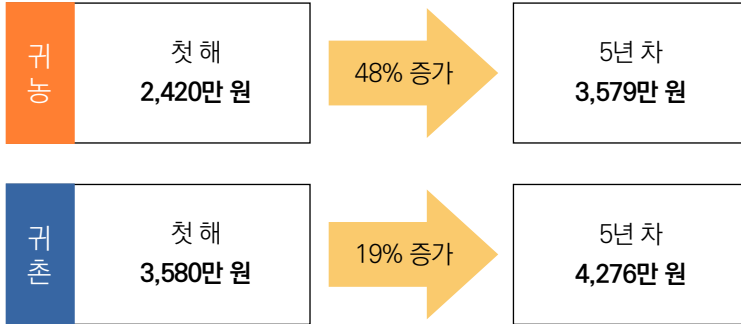 귀농
첫 해
2,420만 원
48% 증가
5년 차
3,579만 원
귀촌
첫 해
3,580만 원
19% 증가
5년 차
4,276만 원